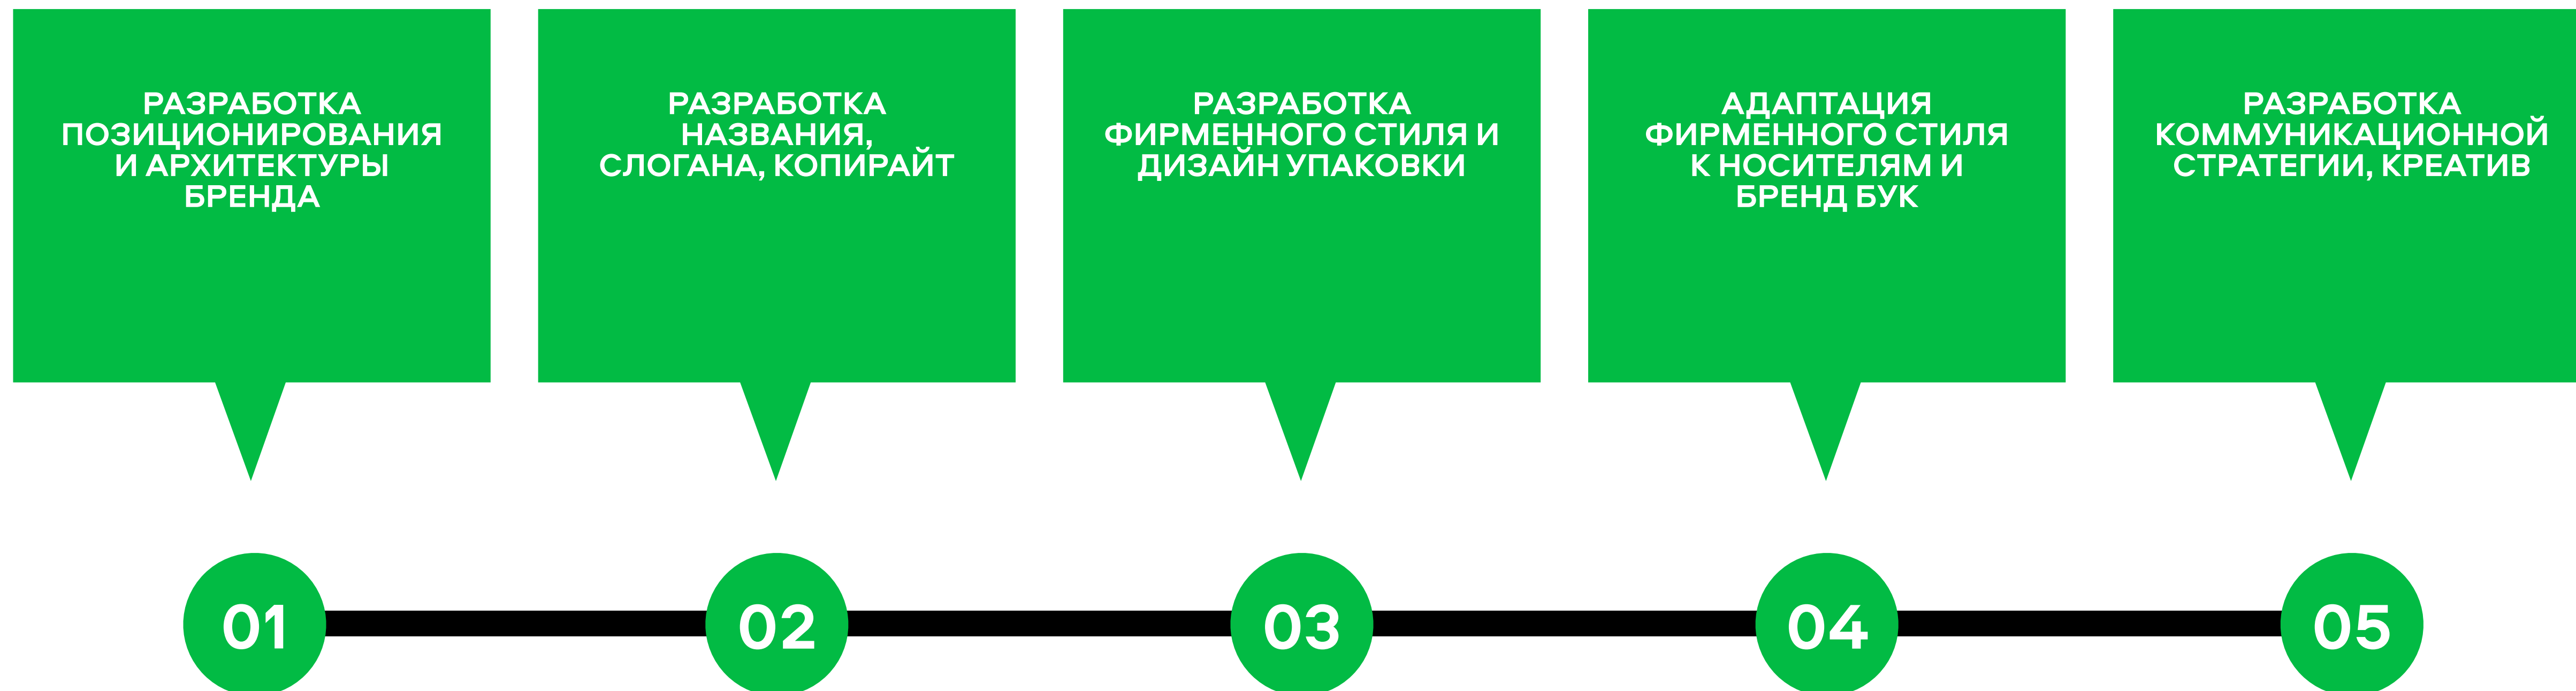 РАЗРАБОТКА
ПОЗИЦИОНИРОВАНИЯ
И АРХИТЕКТУРЫ
БРЕНДА
РАЗРАБОТКА
НАЗВАНИЯ,
СЛОГАНА, КОПИРАЙТ
РАЗРАБОТКА
ФИРМЕННОГО СТИЛЯ И
ДИЗАЙН УПАКОВКИ
АДАПТАЦИЯ
ФИРМЕННОГО СТИЛЯ
К НОСИТЕЛЯМ И
БРЕНД БУК
РАЗРАБОТКА
КОММУНИКАЦИОННОЙ
СТРАТЕГИИ, КРЕАТИВ
01
02
03
04
05